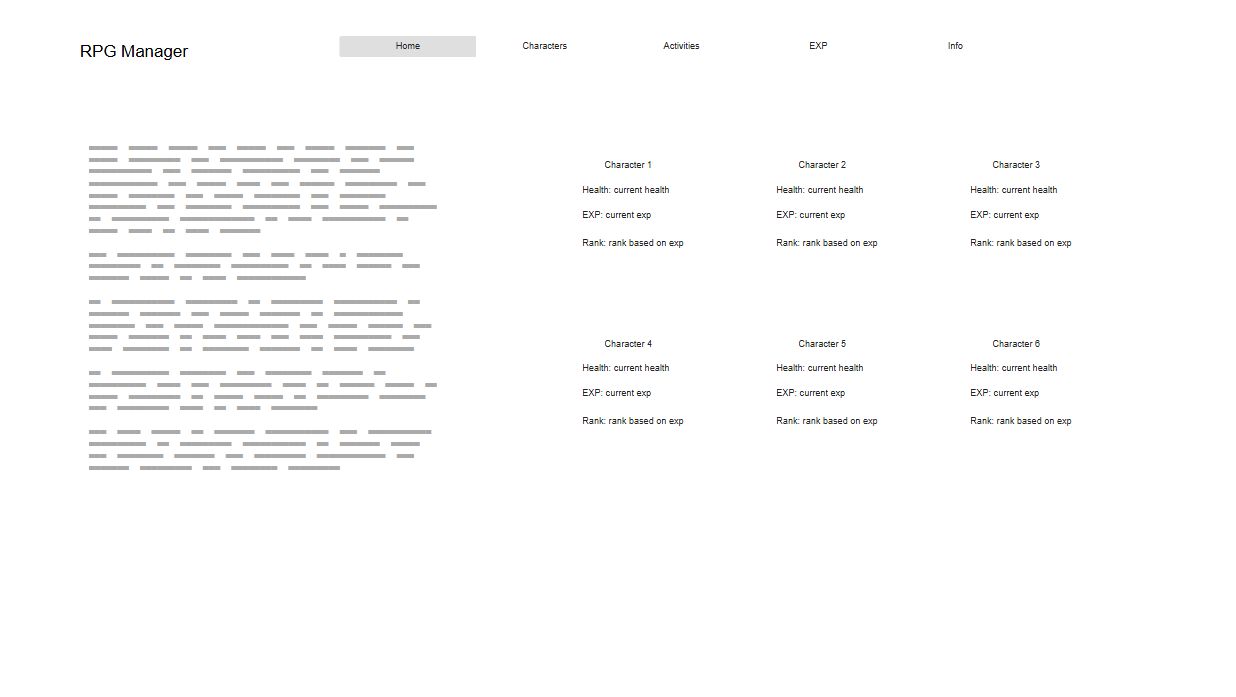 RPG Manager
Home Characters Activities EXP Info
Character 1 Character 2 Character 3
Health: current health Health: current health Health: current health
EXP: current exp EXP: current exp EXP: current exp
Rank: rank based on exp Rank: rank based on exp Rank: rank based on exp
Character 4 Character 5 Character 6
Health: current health Health: current health Health: current health
EXP: current exp EXP: current exp EXP: current exp
Rank: rank based on exp Rank: rank based on exp Rank: rank based on exp